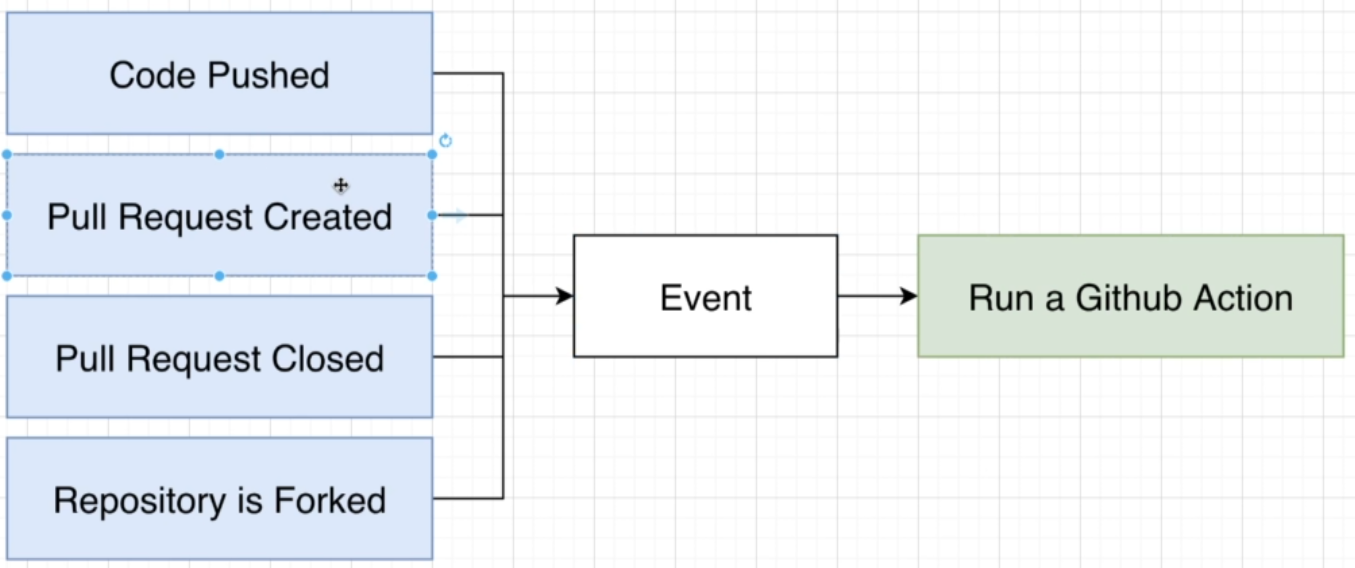 Code Pushed
Pull Request Created
Pull Request Closed
Repository is Forked
Event
Run a Github Action